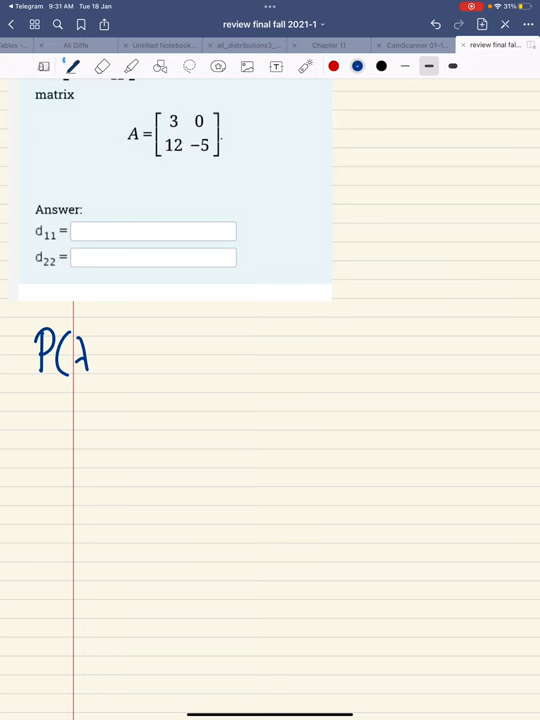 Telegram 9:31 AM Tue 18 Jan
31%
review final fall 2021-1
ables -...
Ali Diffe
Untitled Notebook...
all_distributions3_...
Chapter 11
CamScanner 01-1...
review final fal...
matrix
A = [ 3 0
12 −5 ].
Answer:
d11 =
d22 =
P(λ